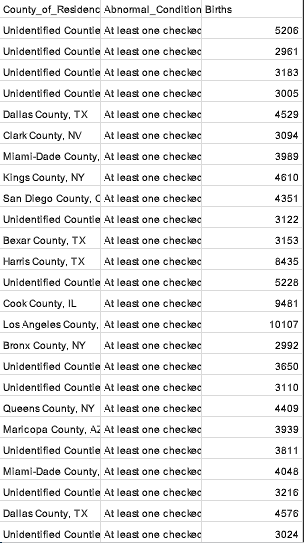 County_of_Residenc Abnormal_Condition Births
Unidentified Countie At least one checked 5206
Unidentified Countie At least one checked 2961
Unidentified Countie At least one checked 3183
Unidentified Countie At least one checked 3005
Dallas County, TX At least one checked 4529
Clark County, NV At least one checked 3094
Miami-Dade County, At least one checked 3989
Kings County, NY At least one checked 4610
San Diego County, C At least one checked 4351
Unidentified Countie At least one checked 3122
Bexar County, TX At least one checked 3153
Harris County, TX At least one checked 8435
Unidentified Countie At least one checked 5228
Cook County, IL At least one checked 9481
Los Angeles County, At least one checked 10107
Bronx County, NY At least one checked 2992
Unidentified Countie At least one checked 3650
Unidentified Countie At least one checked 3110
Queens County, NY At least one checked 4409
Maricopa County, AZ At least one checked 3939
Unidentified Countie At least one checked 3811
Miami-Dade County, At least one checked 4048
Unidentified Countie At least one checked 3216
Dallas County, TX At least one checked 4576
Unidentified Countie At least one checked 3024